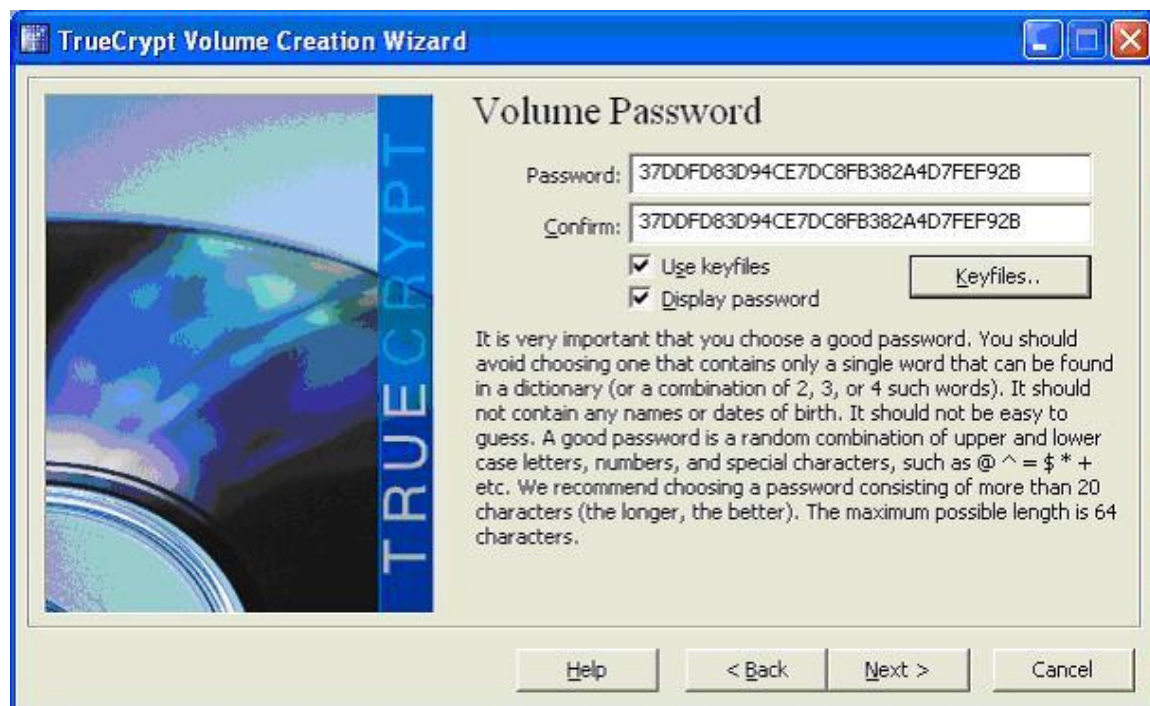 TrueCrypt Volume Creation Wizard
TRUECRYPT
Volume Password
Password: 37DDFD83D94CE7DC8FB382A4D7FEF92B
Confirm: 37DDFD83D94CE7DC8FB382A4D7FEF92B
Use keyfiles
Keyfiles..
Display password
It is very important that you choose a good password. You should
avoid choosing one that contains only a single word that can be found
in a dictionary (or a combination of 2, 3, or 4 such words). It should
not contain any names or dates of birth. It should not be easy to
guess. A good password is a random combination of upper and lower
case letters, numbers, and special characters, such as @ ^ = $ * +
etc. We recommend choosing a password consisting of more than 20
characters (the longer, the better). The maximum possible length is 64
characters.
Help
< Back
Next >
Cancel